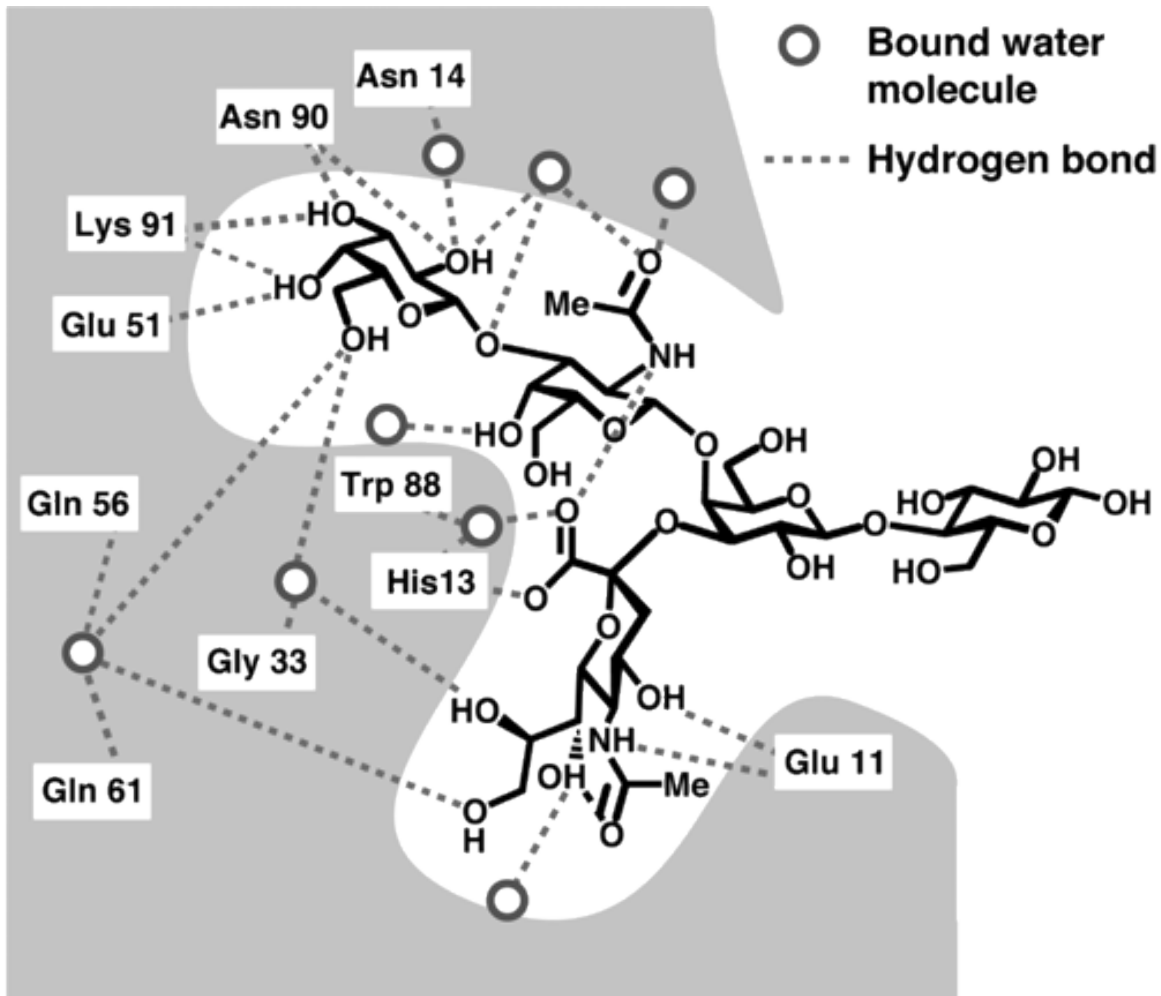 Bound water
molecule
Hydrogen bond
Asn 14
Asn 90
Lys 91
Glu 51
Gln 56
Trp 88
His13
Gly 33
Gln 61
Glu 11
HO
OH
HO
O
OH
O
O
Me
NH
HO
O
OH
O
OH
O
O
OH
O
HO
OH
OH
O
HO
O
O
O
O
OH
HO
NH
OH
Me
O
H
O